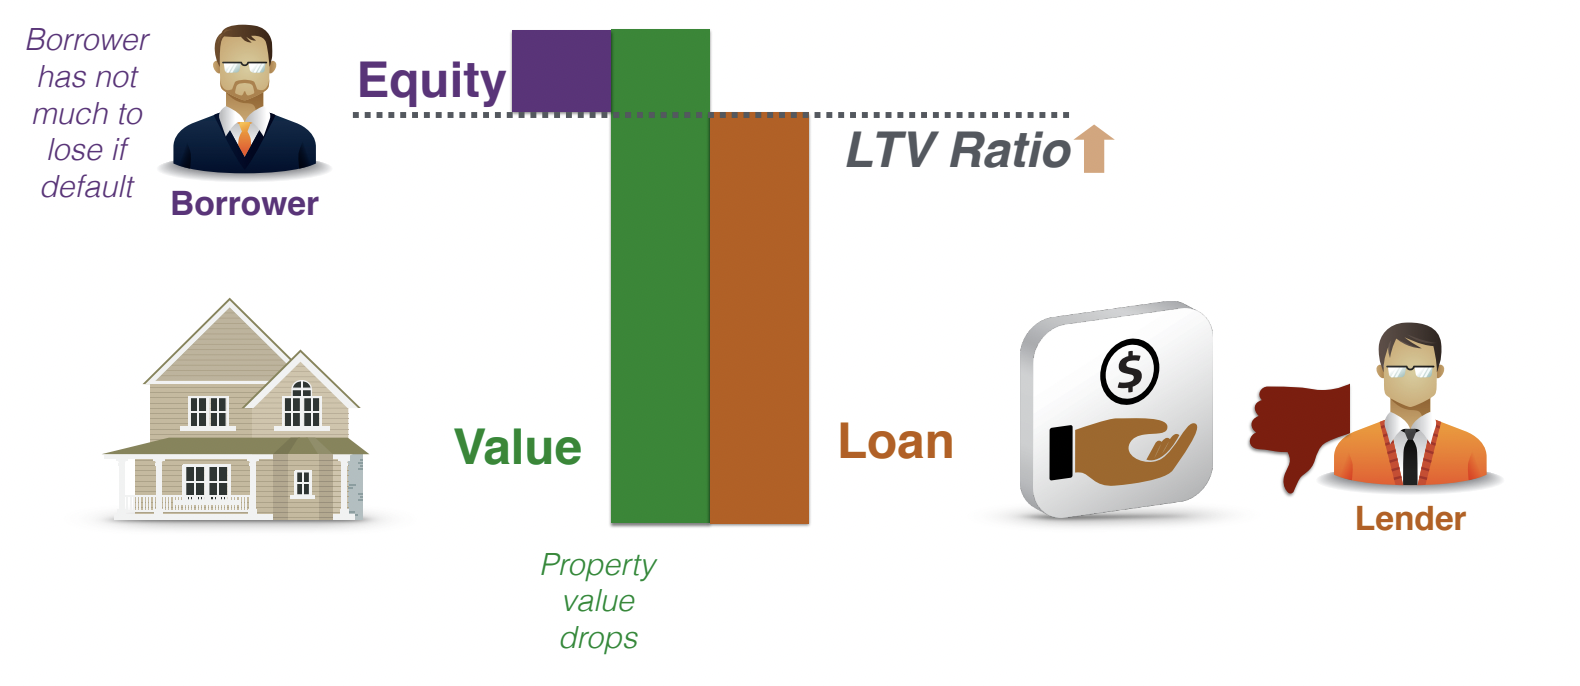 Borrower
has not
much to
lose if
default
Borrower
Equity
LTV Ratio
Value
Loan
$
Lender
Property
value
drops